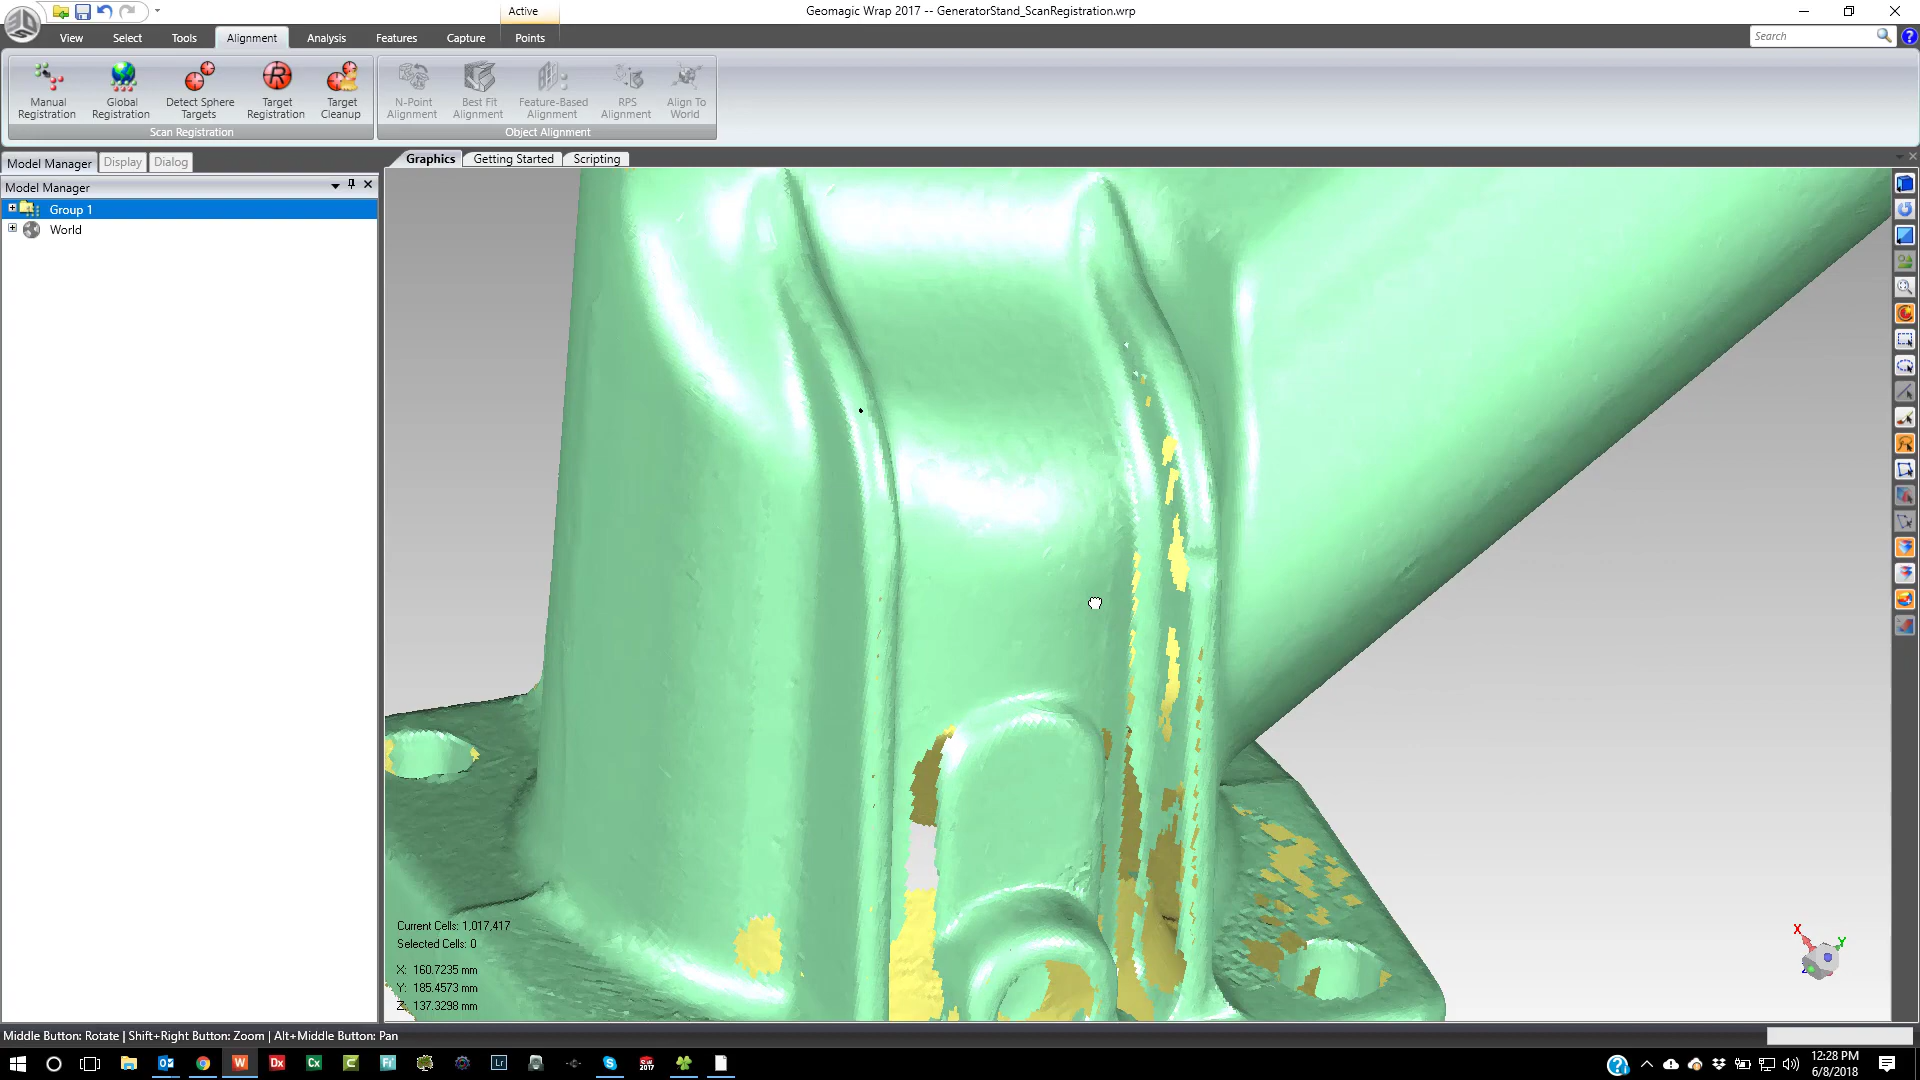 Active
Geomagic Wrap 2017 -- GeneratorStand_ScanRegistration.wrp
View Select Tools Alignment Analysis Features Capture Points
Search
Manual Registration
Global Registration
Detect Sphere Targets
Target Registration
Target Cleanup
Scan Registration
N-Point Alignment
Best Fit Alignment
Feature-Based Alignment
RPS Alignment
Align To World
Object Alignment
Model Manager Display Dialog
Graphics Getting Started Scripting
Model Manager
Group 1
World
Current Cells: 1,017,417
Selected Cells: 0
X: 160.7235 mm
Y: 185.4573 mm
Z: 137.3298 mm
X Y Z
Middle Button: Rotate | Shift+Right Button: Zoom | Alt+Middle Button: Pan
W Dx Cx Lr 2017
12:28 PM
6/8/2018